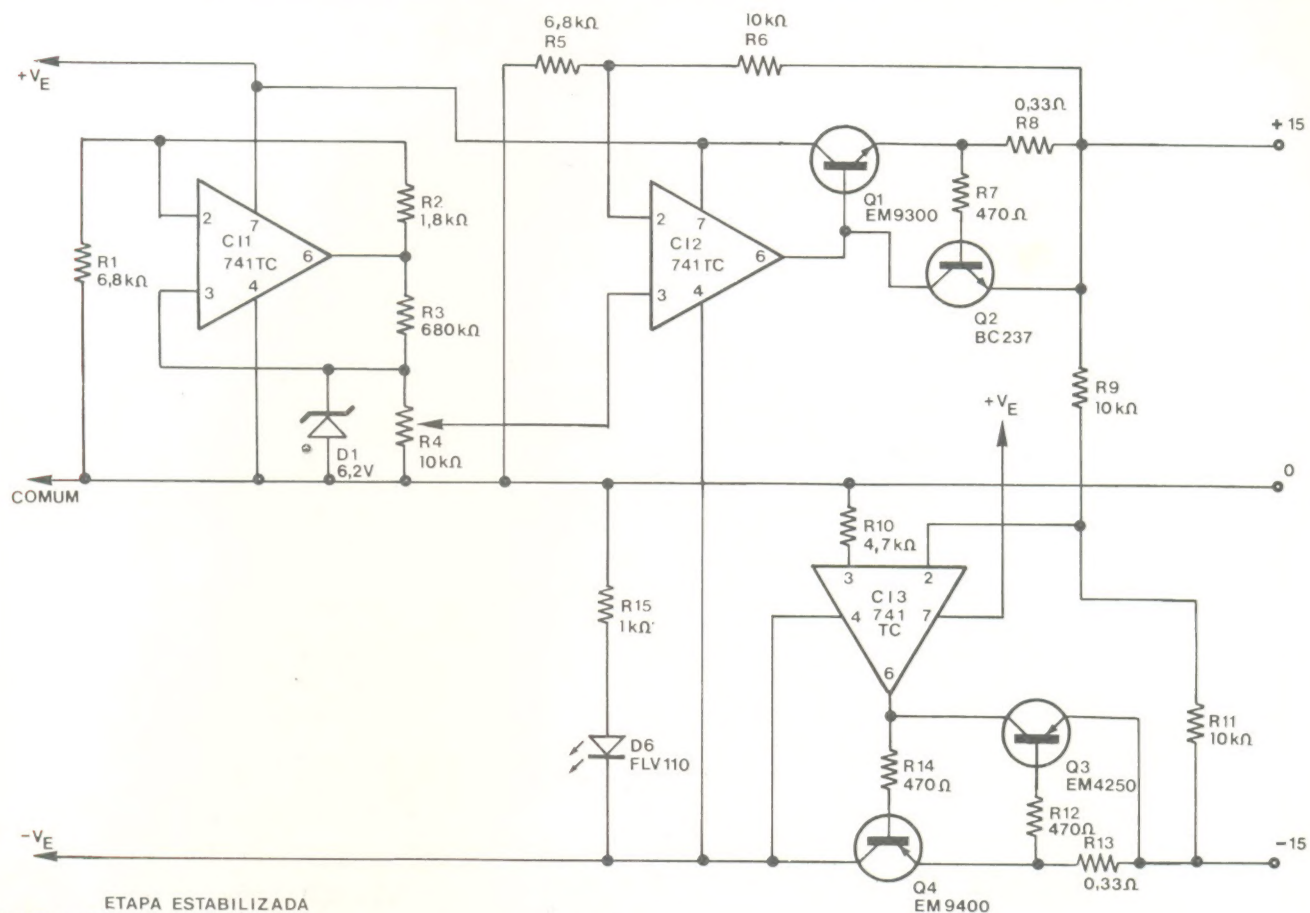 6,8kΩ
R5
10kΩ
R6
+VE
0,33Ω
R8
+15
R2
1,8kΩ
2
7
CI1
741TC
6
3
4
R1
6,8kΩ
R3
680kΩ
2
7
CI2
741TC
6
3
4
Q1
EM9300
R7
470Ω
Q2
BC237
D1
6,2V
R4
10kΩ
R9
10kΩ
+VE
COMUM
0
R10
4,7kΩ
3
2
CI3
741
TC
4
7
6
R15
1kΩ
D6
FLV110
R14
470Ω
Q3
EM4250
R12
470Ω
R13
0,33Ω
R11
10kΩ
-VE
-15
Q4
EM9400
ETAPA ESTABILIZADA